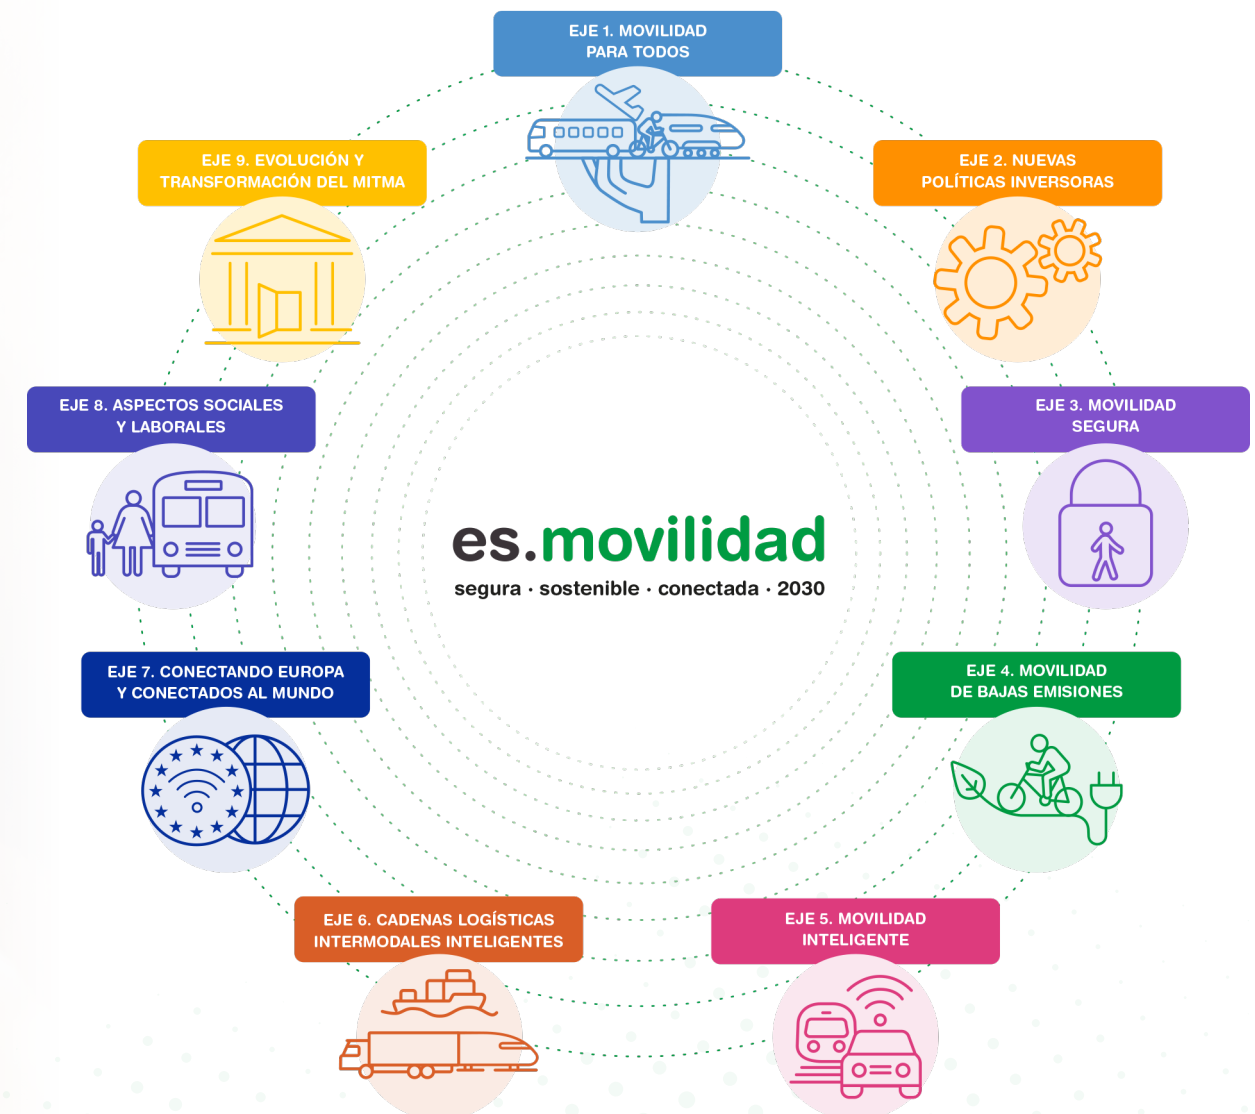 EJE 1. MOVILIDAD
PARA TODOS
EJE 2. NUEVAS
POLÍTICAS INVERSORAS
EJE 3. MOVILIDAD
SEGURA
EJE 4. MOVILIDAD
DE BAJAS EMISIONES
EJE 5. MOVILIDAD
INTELIGENTE
EJE 6. CADENAS LOGÍSTICAS
INTERMODALES INTELIGENTES
EJE 7. CONECTANDO EUROPA
Y CONECTADOS AL MUNDO
EJE 8. ASPECTOS SOCIALES
Y LABORALES
EJE 9. EVOLUCIÓN Y
TRANSFORMACIÓN DEL MITMA
es.movilidad
segura · sostenible · conectada · 2030